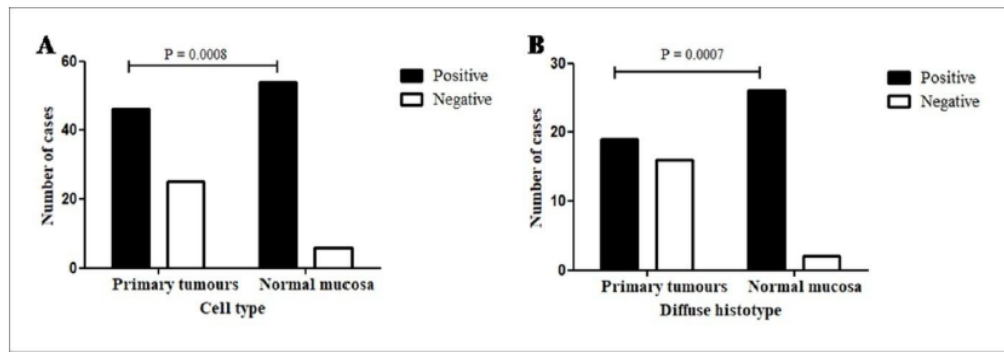 A
P = 0.0008
Positive
Negative
Number of cases
60
40
20
0
Primary tumours
Normal mucosa
Cell type
B
P = 0.0007
Positive
Negative
Number of cases
30
20
10
0
Primary tumours
Normal mucosa
Diffuse histotype